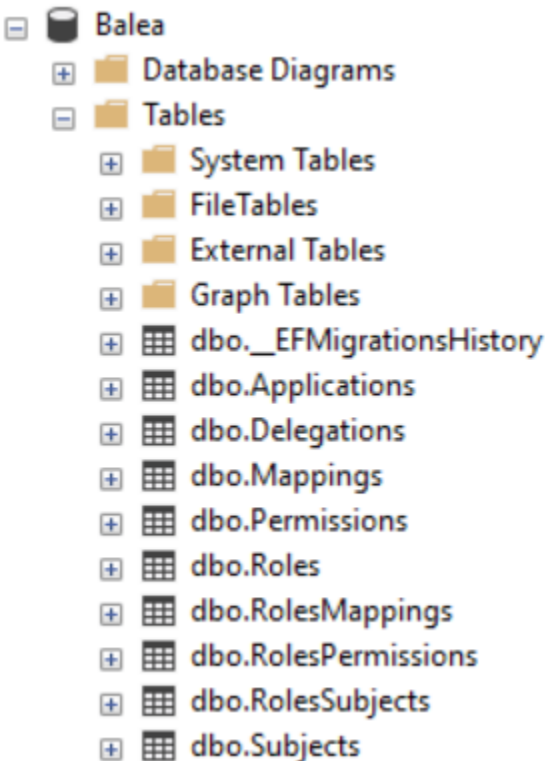 Balea
Database Diagrams
Tables
System Tables
FileTables
External Tables
Graph Tables
dbo.__EFMigrationsHistory
dbo.Applications
dbo.Delegations
dbo.Mappings
dbo.Permissions
dbo.Roles
dbo.RolesMappings
dbo.RolesPermissions
dbo.RolesSubjects
dbo.Subjects